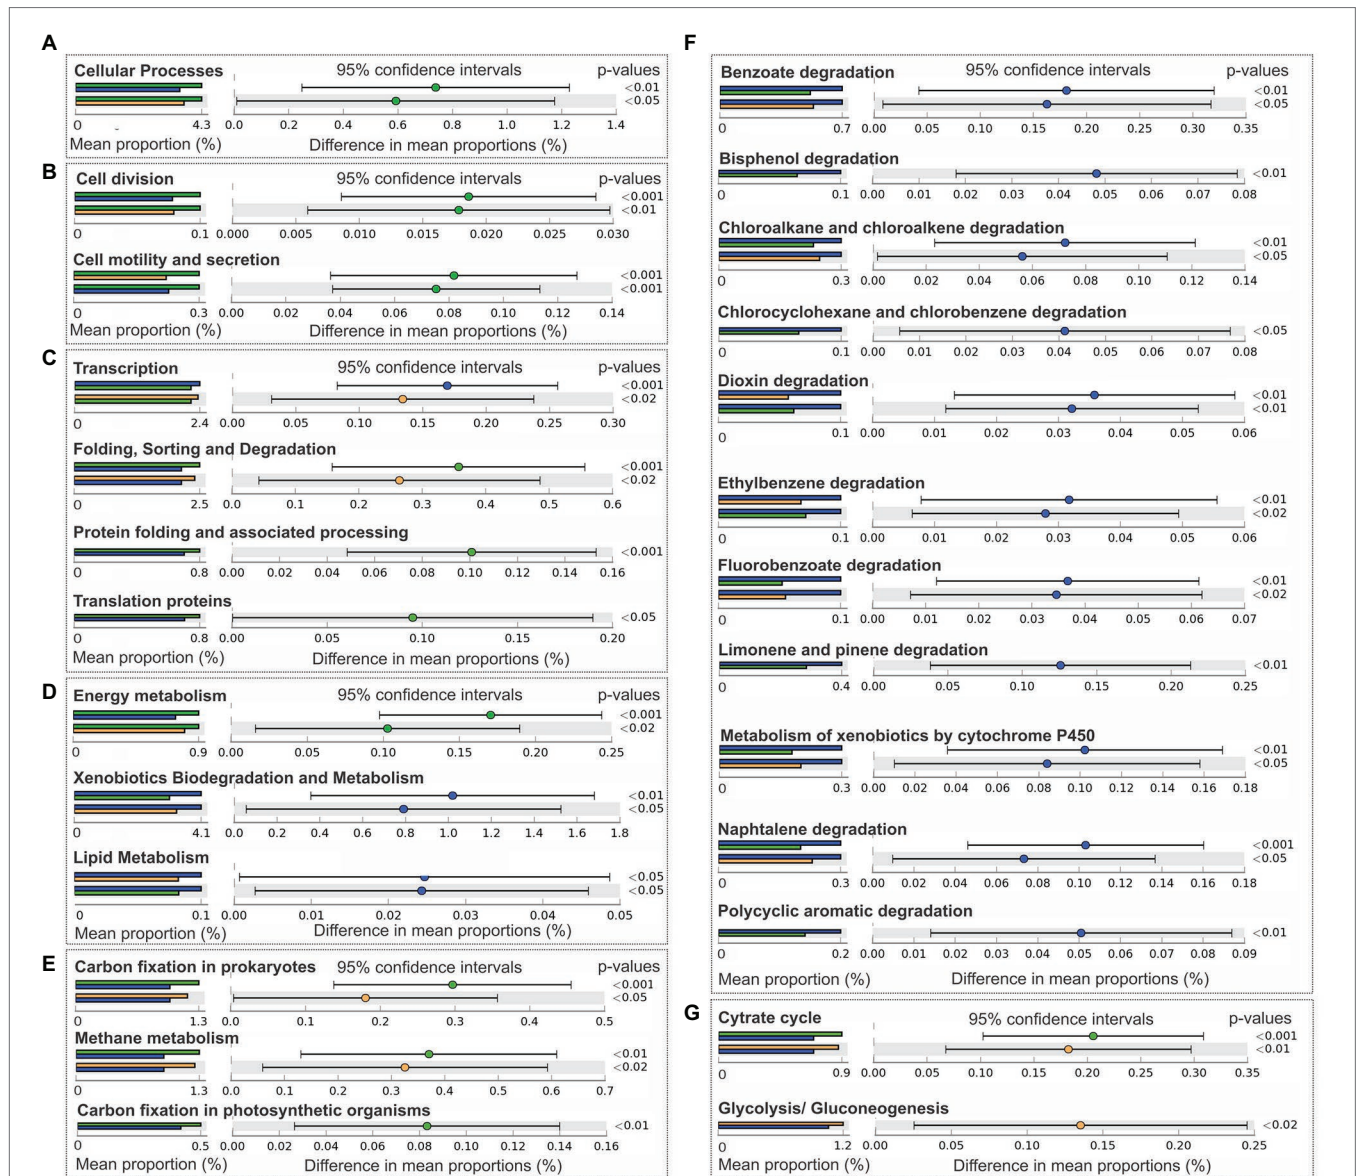 A
Cellular Processes 95% confidence intervals p-values
<0.01
<0.05
0 4.3 0.0 0.2 0.4 0.6 0.8 1.0 1.2 1.4
Mean proportion (%) Difference in mean proportions (%)
B
Cell division 95% confidence intervals p-values
<0.001
<0.01
0 0.1 0.000 0.005 0.010 0.015 0.020 0.025 0.030
Cell motility and secretion
<0.001
<0.001
0 0.3 0.00 0.02 0.04 0.06 0.08 0.10 0.12 0.14
Mean proportion (%) Difference in mean proportions (%)
C
Transcription 95% confidence intervals p-values
<0.001
<0.02
0 2.4 0.00 0.05 0.10 0.15 0.20 0.25 0.30
Folding, Sorting and Degradation
<0.001
<0.02
0 2.5 0.0 0.1 0.2 0.3 0.4 0.5 0.6
Protein folding and associated processing
<0.001
0 0.8 0.00 0.02 0.04 0.06 0.08 0.10 0.12 0.14 0.16
Translation proteins
<0.05
0 0.8 0.00 0.05 0.10 0.15 0.20
Mean proportion (%) Difference in mean proportions (%)
D
Energy metabolism 95% confidence intervals p-values
<0.001
<0.02
0 0.9 0.00 0.05 0.10 0.15 0.20 0.25
Xenobiotics Biodegradation and Metabolism
<0.01
<0.05
0 4.1 0.0 0.2 0.4 0.6 0.8 1.0 1.2 1.4 1.6 1.8
Lipid Metabolism
<0.05
<0.05
0 0.1 0.00 0.01 0.02 0.03 0.04 0.05
Mean proportion (%) Difference in mean proportions (%)
E
Carbon fixation in prokaryotes 95% confidence intervals p-values
<0.001
<0.05
0 1.3 0.0 0.1 0.2 0.3 0.4 0.5
Methane metabolism
<0.01
<0.02
0 1.3 0.0 0.1 0.2 0.3 0.4 0.5 0.6 0.7
Carbon fixation in photosynthetic organisms
<0.01
0 0.5 0.00 0.02 0.04 0.06 0.08 0.10 0.12 0.14 0.16
Mean proportion (%) Difference in mean proportions (%)
F
Benzoate degradation 95% confidence intervals p-values
<0.01
<0.05
0 0.7 0.00 0.05 0.10 0.15 0.20 0.25 0.30 0.35
Bisphenol degradation
<0.01
0 0.1 0.00 0.01 0.02 0.03 0.04 0.05 0.06 0.07 0.08
Chloroalkane and chloroalkene degradation
<0.01
<0.05
0 0.3 0.00 0.02 0.04 0.06 0.08 0.10 0.12 0.14
Chlorocyclohexane and chlorobenzene degradation
<0.05
0 0.1 0.00 0.01 0.02 0.03 0.04 0.05 0.06 0.07 0.08
Dioxin degradation
<0.01
<0.01
0 0.1 0.00 0.01 0.02 0.03 0.04 0.05 0.06
Ethylbenzene degradation
<0.01
<0.02
0 0.1 0.00 0.01 0.02 0.03 0.04 0.05 0.06
Fluorobenzoate degradation
<0.01
<0.02
0 0.1 0.00 0.01 0.02 0.03 0.04 0.05 0.06 0.07
Limonene and pinene degradation
<0.01
0 0.4 0.00 0.05 0.10 0.15 0.20 0.25
Metabolism of xenobiotics by cytochrome P450
<0.01
<0.05
0 0.3 0.00 0.02 0.04 0.06 0.08 0.10 0.12 0.14 0.16 0.18
Naphtalene degradation
<0.001
<0.05
0 0.3 0.00 0.02 0.04 0.06 0.08 0.10 0.12 0.14 0.16 0.18
Polycyclic aromatic degradation
<0.01
0 0.2 0.00 0.01 0.02 0.03 0.04 0.05 0.06 0.07 0.08 0.09
Mean proportion (%) Difference in mean proportions (%)
G
Cytrate cycle 95% confidence intervals p-values
<0.001
<0.01
0 0.9 0.00 0.05 0.10 0.15 0.20 0.25 0.30 0.35
Glycolysis/ Gluconeogenesis
<0.02
0 1.2 0.00 0.05 0.10 0.15 0.20 0.25
Mean proportion (%) Difference in mean proportions (%)